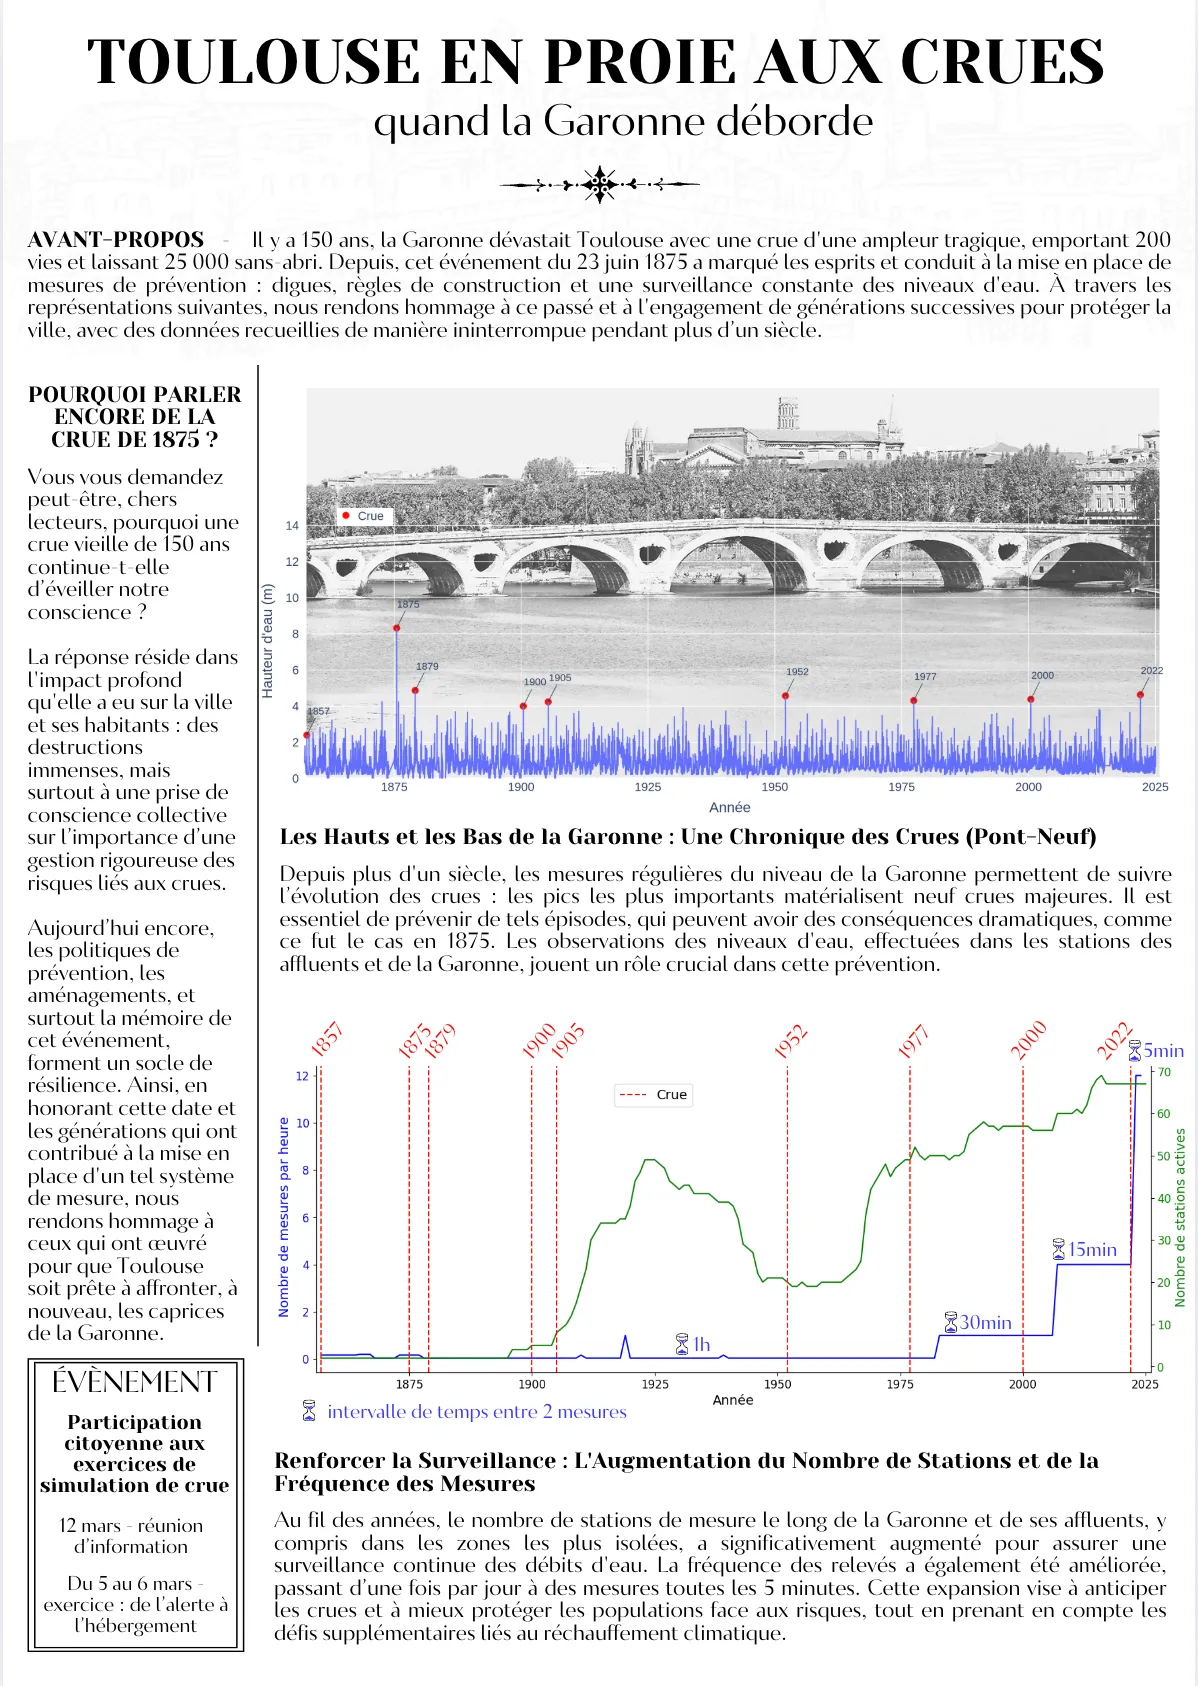 TOULOUSE EN PROIE AUX CRUES
quand la Garonne déborde
AVANT-PROPOS - Il y a 150 ans, la Garonne dévastait Toulouse avec une crue d'une ampleur tragique, emportant 200
vies et laissant 25 000 sans-abri. Depuis, cet événement du 23 juin 1875 a marqué les esprits et conduit à la mise en place de
mesures de prévention : digues, règles de construction et une surveillance constante des niveaux d'eau. À travers les
représentations suivantes, nous rendons hommage à ce passé et à l'engagement de générations successives pour protéger la
ville, avec des données recueillies de manière ininterrompue pendant plus d'un siècle.
POURQUOI PARLER
ENCORE DE LA
CRUE DE 1875 ?
Vous vous demandez
peut-être, chers
lecteurs, pourquoi une
crue vieille de 150 ans
continue-t-elle
d'éveiller notre
conscience ?
La réponse réside dans
l'impact profond
qu'elle a eu sur la ville
et ses habitants : des
destructions
immenses, mais
surtout à une prise de
conscience collective
sur l'importance d'une
gestion rigoureuse des
risques liés aux crues.
Aujourd'hui encore,
les politiques de
prévention, les
aménagements, et
surtout la mémoire de
cet événement,
forment un socle de
résilience. Ainsi, en
honorant cette date et
les générations qui ont
contribué à la mise en
place d'un tel système
de mesure, nous
rendons hommage à
ceux qui ont œuvré
pour que Toulouse
soit prête à affronter, à
nouveau, les caprices
de la Garonne.
ÉVÈNEMENT
Participation
citoyenne aux
exercices de
simulation de crue
12 mars - réunion
d'information
Du 5 au 6 mars -
exercice : de l'alerte à
l'hébergement
Crue
Hauteur d'eau (m)
14
12
10
8
6
4
2
0
1857
1875
1879
1900
1905
1952
1977
2000
2022
1875 1900 1925 1950 1975 2000 2025
Année
Les Hauts et les Bas de la Garonne : Une Chronique des Crues (Pont-Neuf)
Depuis plus d'un siècle, les mesures régulières du niveau de la Garonne permettent de suivre
l'évolution des crues : les pics les plus importants matérialisent neuf crues majeures. Il est
essentiel de prévenir de tels épisodes, qui peuvent avoir des conséquences dramatiques, comme
ce fut le cas en 1875. Les observations des niveaux d'eau, effectuées dans les stations des
affluents et de la Garonne, jouent un rôle crucial dans cette prévention.
1857 1875 1879 1900 1905 1952 1977 2000 2022
5min
Crue
Nombre de mesures par heure
12
10
8
6
4
2
0
Nombre de stations actives
70
60
50
40
30
20
10
0
15min
30min
1h
1875 1900 1925 1950 1975 2000 2025
Année
intervalle de temps entre 2 mesures
Renforcer la Surveillance : L'Augmentation du Nombre de Stations et de la
Fréquence des Mesures
Au fil des années, le nombre de stations de mesure le long de la Garonne et de ses affluents, y
compris dans les zones les plus isolées, a significativement augmenté pour assurer une
surveillance continue des débits d'eau. La fréquence des relevés a également été améliorée,
passant d'une fois par jour à des mesures toutes les 5 minutes. Cette expansion vise à anticiper
les crues et à mieux protéger les populations face aux risques, tout en prenant en compte les
défis supplémentaires liés au réchauffement climatique.